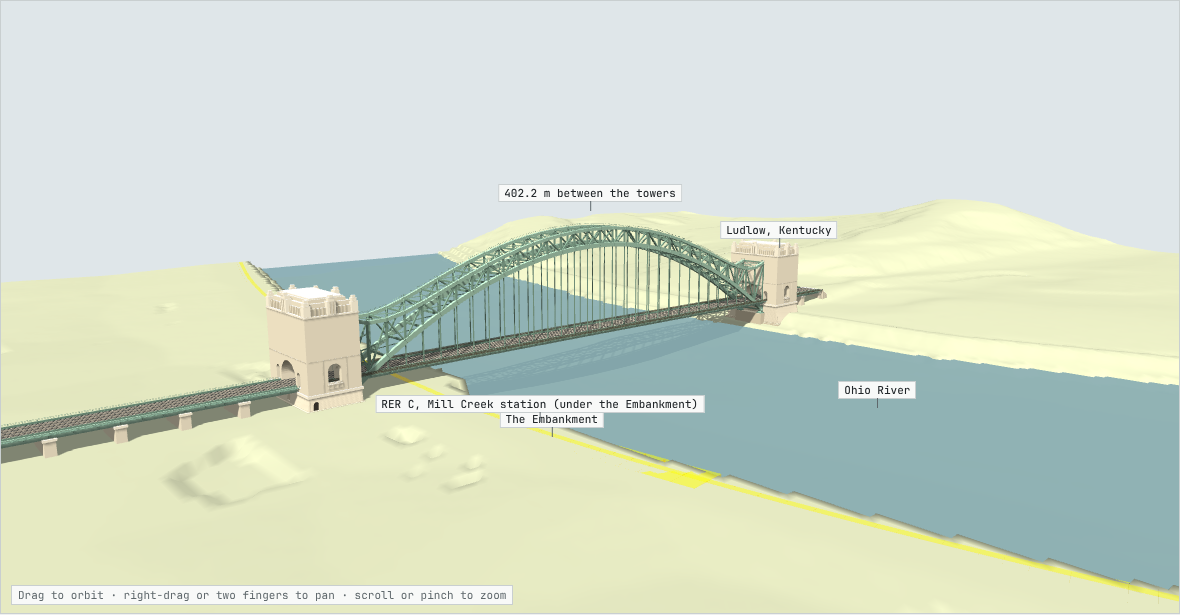 402.2 m between the towers
Ludlow, Kentucky
Ohio River
RER C, Mill Creek station (under the Embankment)
The Embankment
Drag to orbit · right-drag or two fingers to pan · scroll or pinch to zoom